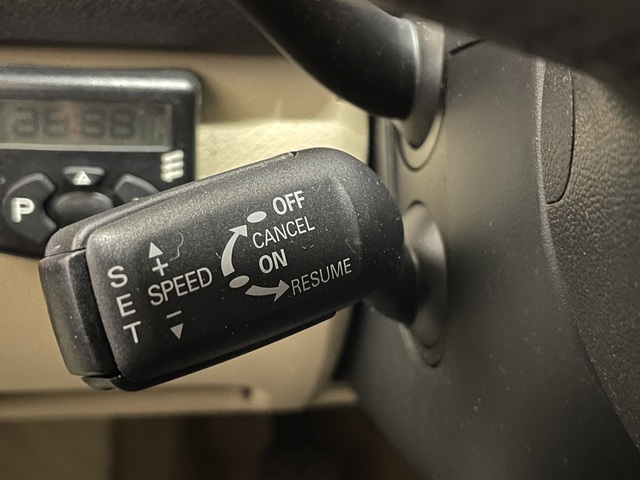 P
OFF
CANCEL
ON
RESUME
SET
+
SPEED
−